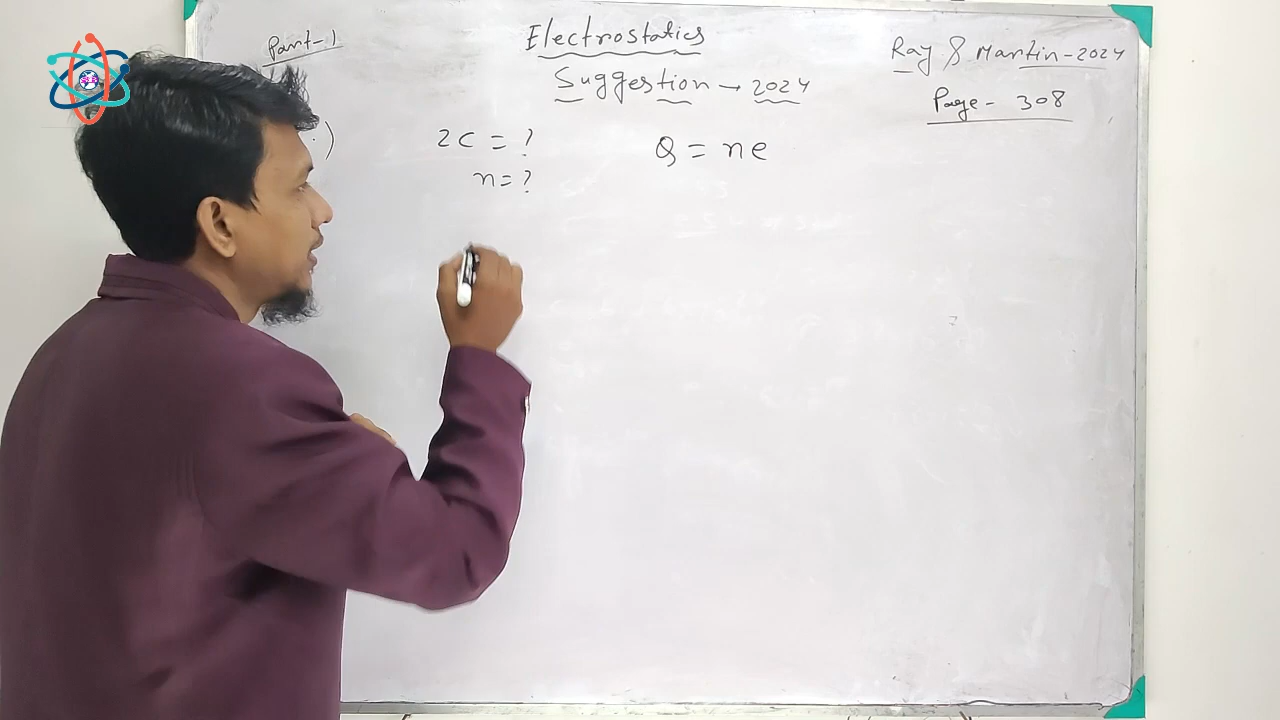 Part-1
Electrostatics
Suggestion → 2024
Ray & Martin-2024
Page - 308
2C = ?
n = ?
Q = ne